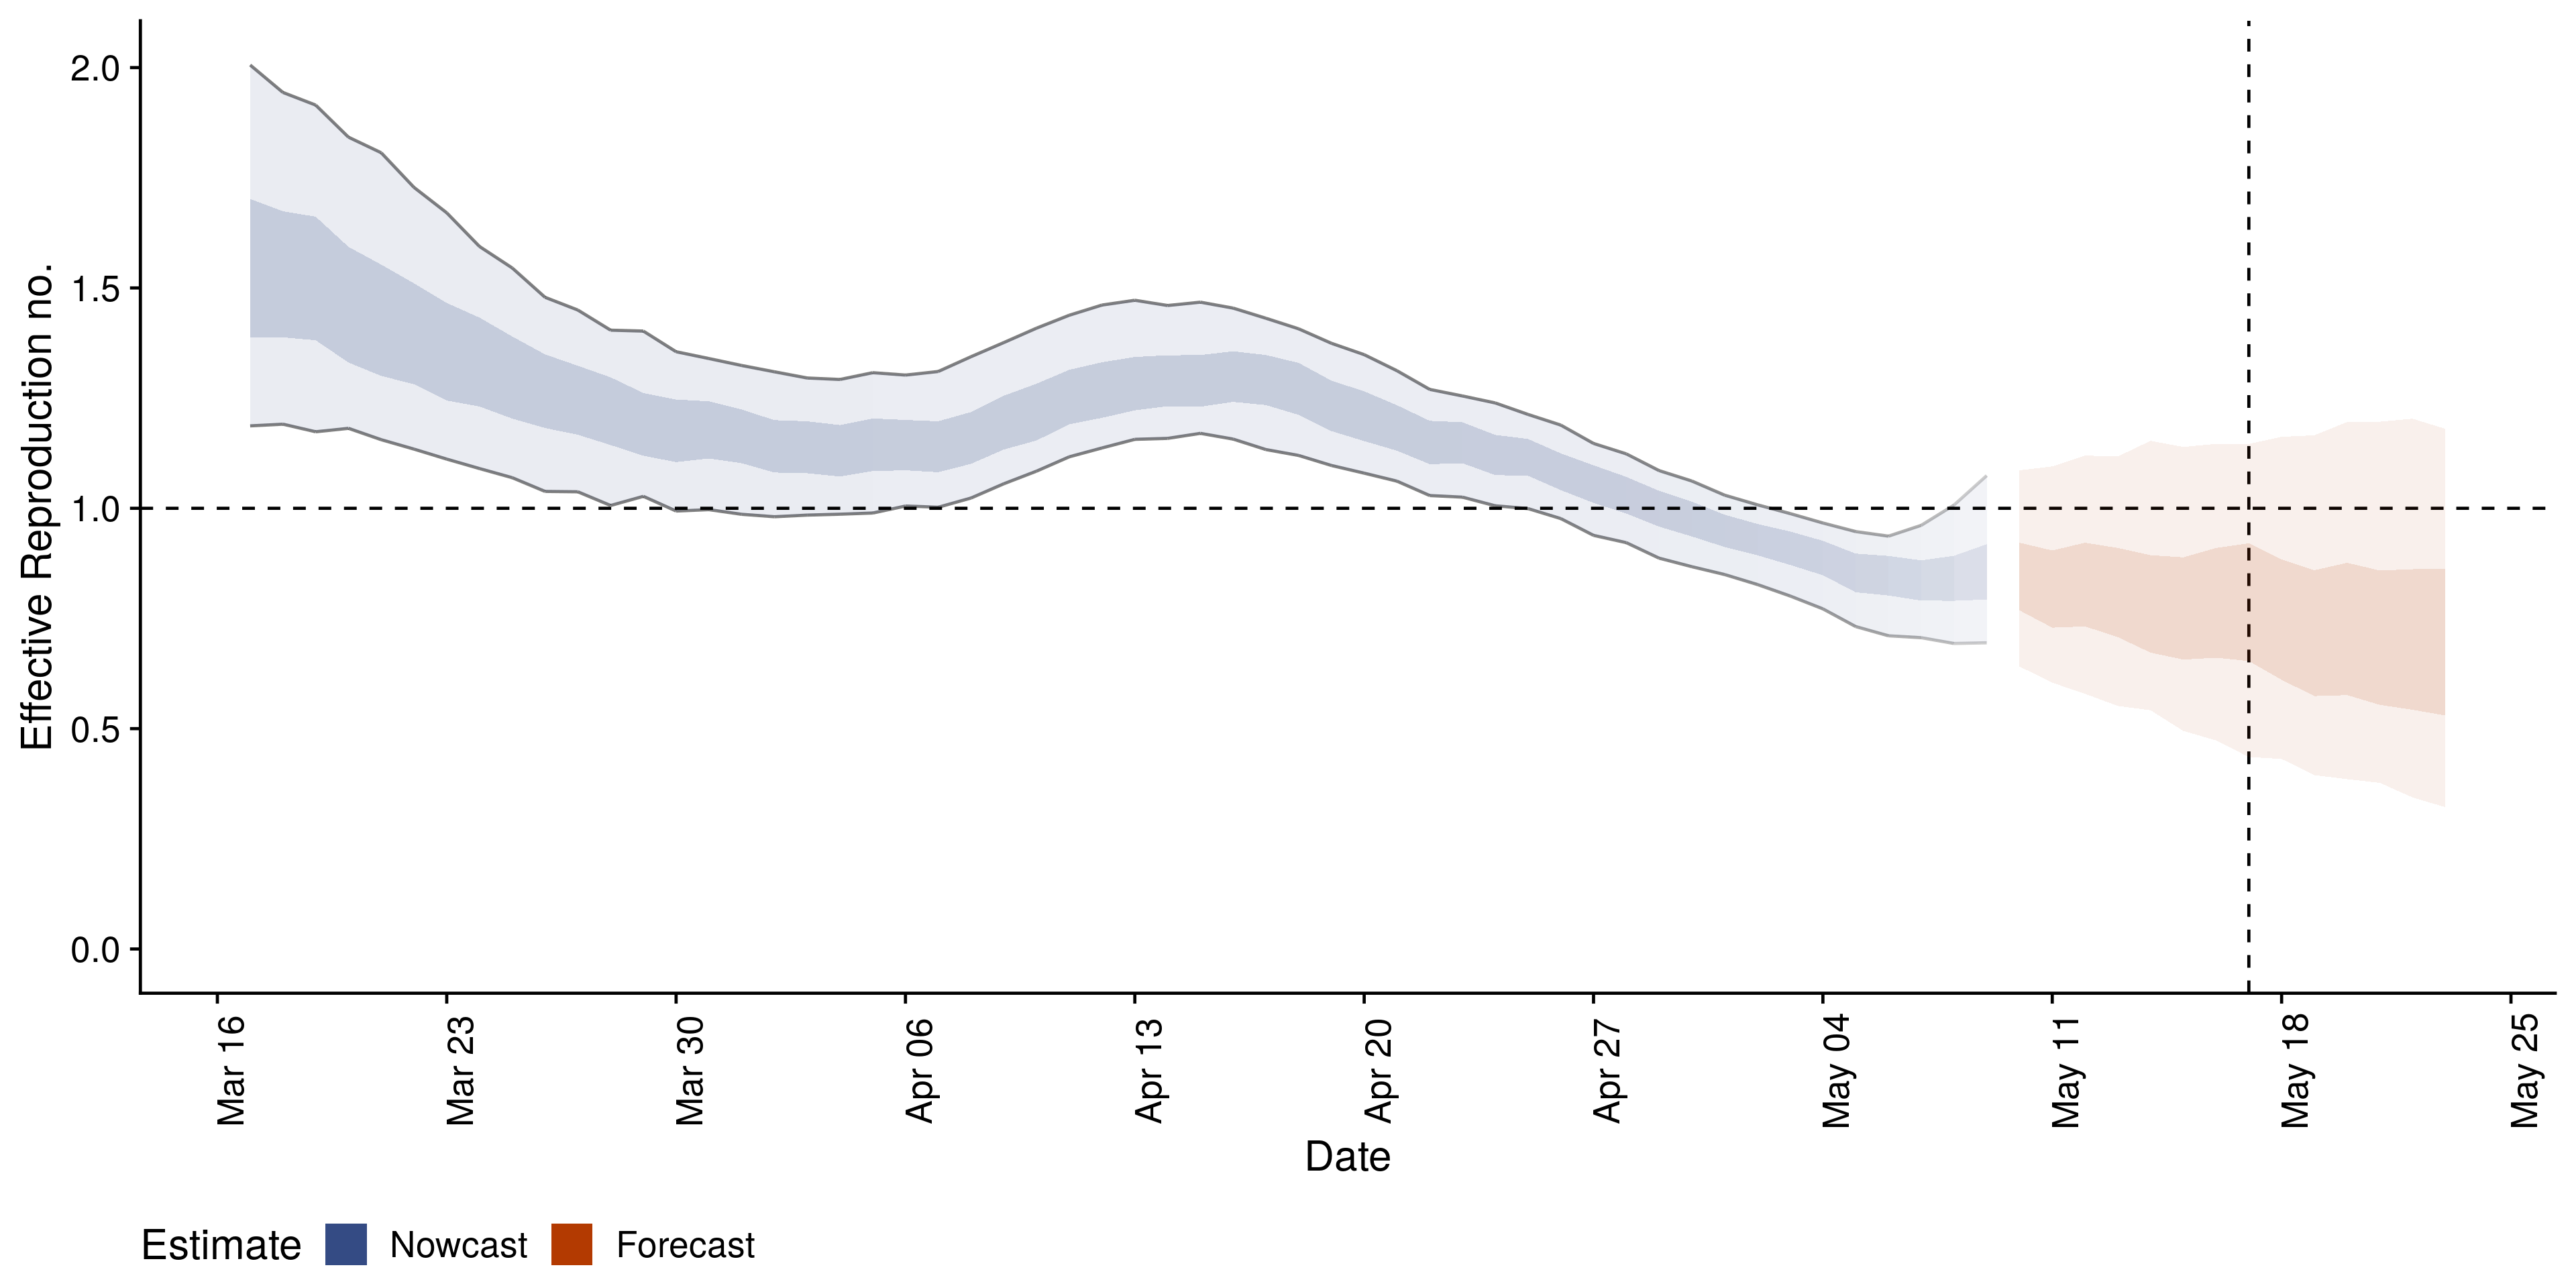 Effective Reproduction no.
2.0
1.5
1.0
0.5
0.0
Mar 16
Mar 23
Mar 30
Apr 06
Apr 13
Apr 20
Apr 27
May 04
May 11
May 18
May 25
Date
Estimate Nowcast Forecast